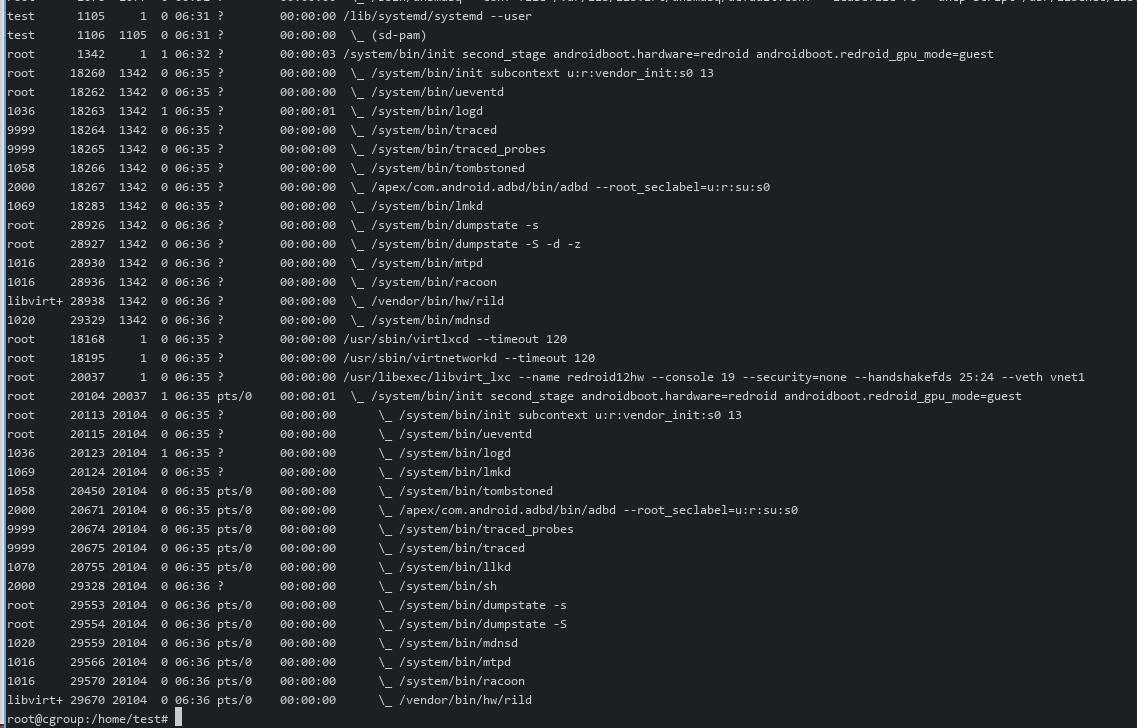 test      1105     1  0 06:31 ?        00:00:00 /lib/systemd/systemd --user
test      1106  1105  0 06:31 ?        00:00:00  \_ (sd-pam)
root      1342     1  1 06:32 ?        00:00:03 /system/bin/init second_stage androidboot.hardware=redroid androidboot.redroid_gpu_mode=guest
root     18260  1342  0 06:35 ?        00:00:00  \_ /system/bin/init subcontext u:r:vendor_init:s0 13
root     18262  1342  0 06:35 ?        00:00:00  \_ /system/bin/ueventd
1036     18263  1342  1 06:35 ?        00:00:01  \_ /system/bin/logd
9999     18264  1342  0 06:35 ?        00:00:00  \_ /system/bin/traced
9999     18265  1342  0 06:35 ?        00:00:00  \_ /system/bin/traced_probes
1058     18266  1342  0 06:35 ?        00:00:00  \_ /system/bin/tombstoned
2000     18267  1342  0 06:35 ?        00:00:00  \_ /apex/com.android.adbd/bin/adbd --root_seclabel=u:r:su:s0
1069     18283  1342  0 06:35 ?        00:00:00  \_ /system/bin/lmkd
root     28926  1342  0 06:36 ?        00:00:00  \_ /system/bin/dumpstate -s
root     28927  1342  0 06:36 ?        00:00:00  \_ /system/bin/dumpstate -S -d -z
1016     28930  1342  0 06:36 ?        00:00:00  \_ /system/bin/mtpd
1016     28936  1342  0 06:36 ?        00:00:00  \_ /system/bin/racoon
libvirt+ 28938  1342  0 06:36 ?        00:00:00  \_ /vendor/bin/hw/rild
1020     29329  1342  0 06:36 ?        00:00:00  \_ /system/bin/mdnsd
root     18168     1  0 06:35 ?        00:00:00 /usr/sbin/virtlxcd --timeout 120
root     18195     1  0 06:35 ?        00:00:00 /usr/sbin/virtnetworkd --timeout 120
root     20037     1  0 06:35 ?        00:00:00 /usr/libexec/libvirt_lxc --name redroid12hw --console 19 --security=none --handshakefds 25:24 --veth vnet1
root     20104 20037  1 06:35 pts/0    00:00:01  \_ /system/bin/init second_stage androidboot.hardware=redroid androidboot.redroid_gpu_mode=guest
root     20113 20104  0 06:35 ?        00:00:00      \_ /system/bin/init subcontext u:r:vendor_init:s0 13
root     20115 20104  0 06:35 ?        00:00:00      \_ /system/bin/ueventd
1036     20123 20104  1 06:35 ?        00:00:00      \_ /system/bin/logd
1069     20124 20104  0 06:35 ?        00:00:00      \_ /system/bin/lmkd
1058     20450 20104  0 06:35 pts/0    00:00:00      \_ /system/bin/tombstoned
2000     20671 20104  0 06:35 pts/0    00:00:00      \_ /apex/com.android.adbd/bin/adbd --root_seclabel=u:r:su:s0
9999     20674 20104  0 06:35 pts/0    00:00:00      \_ /system/bin/traced_probes
9999     20675 20104  0 06:35 pts/0    00:00:00      \_ /system/bin/traced
1070     20755 20104  0 06:35 pts/0    00:00:00      \_ /system/bin/llkd
2000     29328 20104  0 06:36 ?        00:00:00      \_ /system/bin/sh
root     29553 20104  0 06:36 pts/0    00:00:00      \_ /system/bin/dumpstate -s
root     29554 20104  0 06:36 pts/0    00:00:00      \_ /system/bin/dumpstate -S
1020     29559 20104  0 06:36 pts/0    00:00:00      \_ /system/bin/mdnsd
1016     29566 20104  0 06:36 pts/0    00:00:00      \_ /system/bin/mtpd
1016     29570 20104  0 06:36 pts/0    00:00:00      \_ /system/bin/racoon
libvirt+ 29670 20104  0 06:36 pts/0    00:00:00      \_ /vendor/bin/hw/rild
root@cgroup:/home/test#